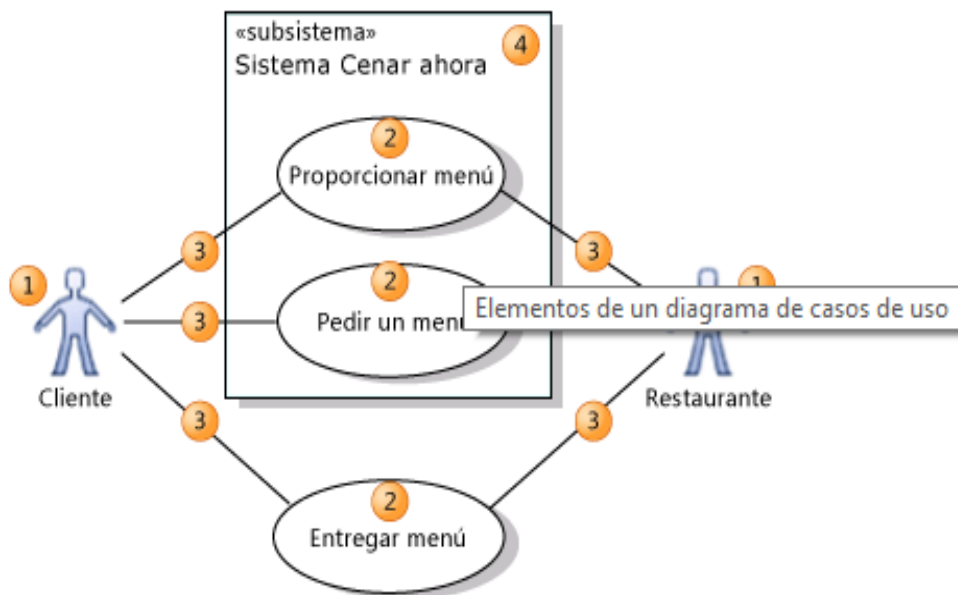 «subsistema»
Sistema Cenar ahora
4
2
Proporcionar menú
3
3
1
2
1
Pedir un menú
Elementos de un diagrama de casos de uso
3
Cliente
Restaurante
3
3
2
Entregar menú